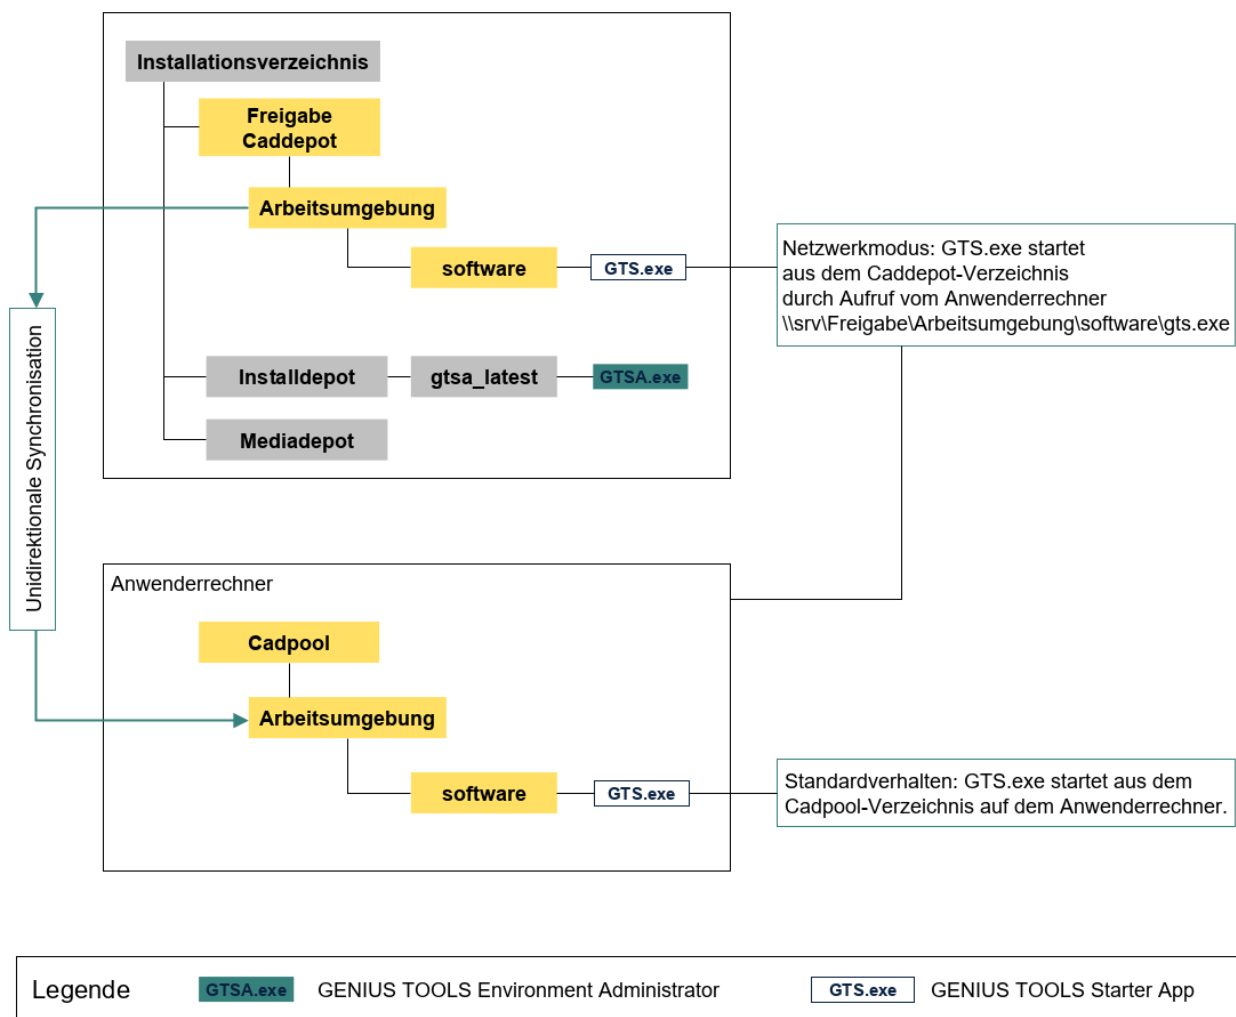 Installationsverzeichnis
Freigabe
Caddepot
Arbeitsumgebung
software
GTS.exe
Netzwerkmodus: GTS.exe startet
aus dem Caddepot-Verzeichnis
durch Aufruf vom Anwenderrechner
\\srv\Freigabe\Arbeitsumgebung\software\gts.exe
Installdepot
gtsa_latest
GTSA.exe
Mediadepot
Unidirektionale Synchronisation
Anwenderrechner
Cadpool
Arbeitsumgebung
software
GTS.exe
Standardverhalten: GTS.exe startet aus dem
Cadpool-Verzeichnis auf dem Anwenderrechner.
Legende
GTSA.exe
GENIUS TOOLS Environment Administrator
GTS.exe
GENIUS TOOLS Starter App